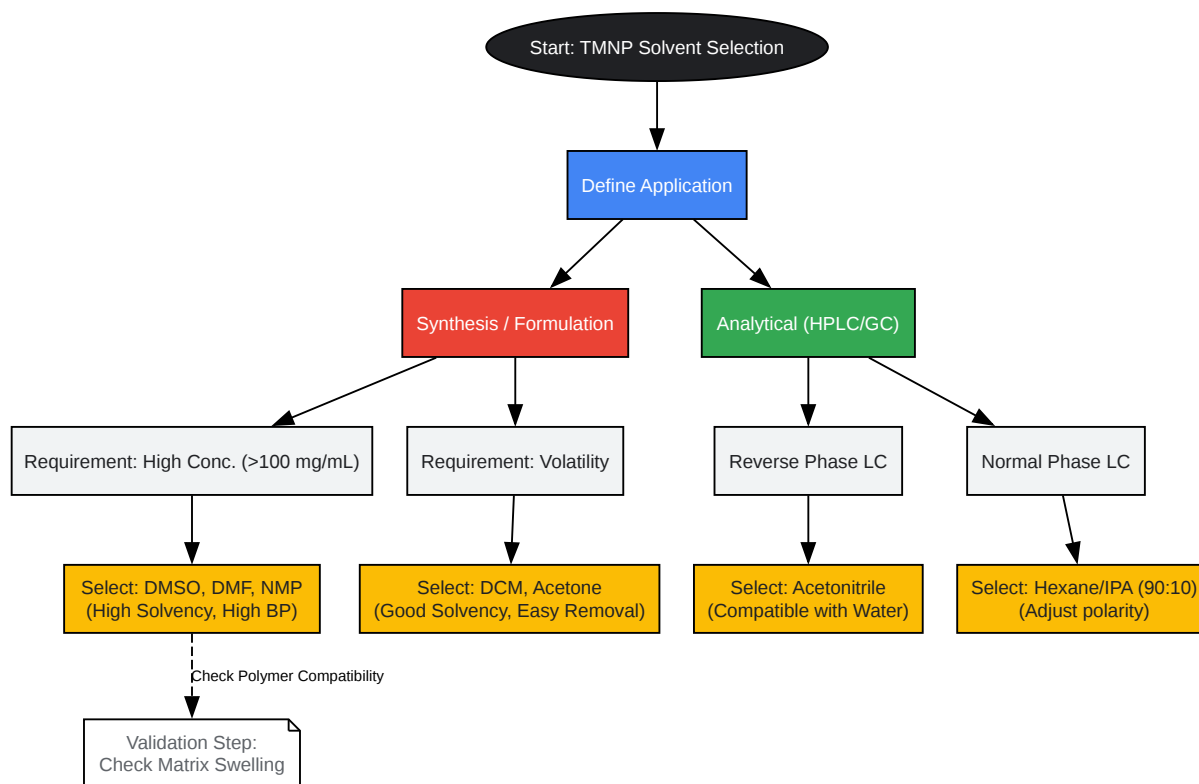 Start: TMNP Solvent Selection
Define Application
Synthesis / Formulation
Analytical (HPLC/GC)
Requirement: High Conc. (>100 mg/mL)
Requirement: Volatility
Reverse Phase LC
Normal Phase LC
Select: DMSO, DMF, NMP
(High Solvency, High BP)
Select: DCM, Acetone
(Good Solvency, Easy Removal)
Select: Acetonitrile
(Compatible with Water)
Select: Hexane/IPA (90:10)
(Adjust polarity)
Check Polymer Compatibility
Validation Step:
Check Matrix Swelling